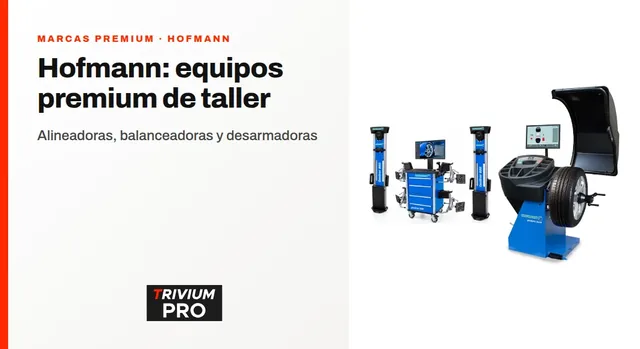 MARCAS PREMIUM · HOFMANN
Hofmann: equipos
premium de taller
Alineadoras, balanceadoras y desarmadoras
TRIVIUM
PRO